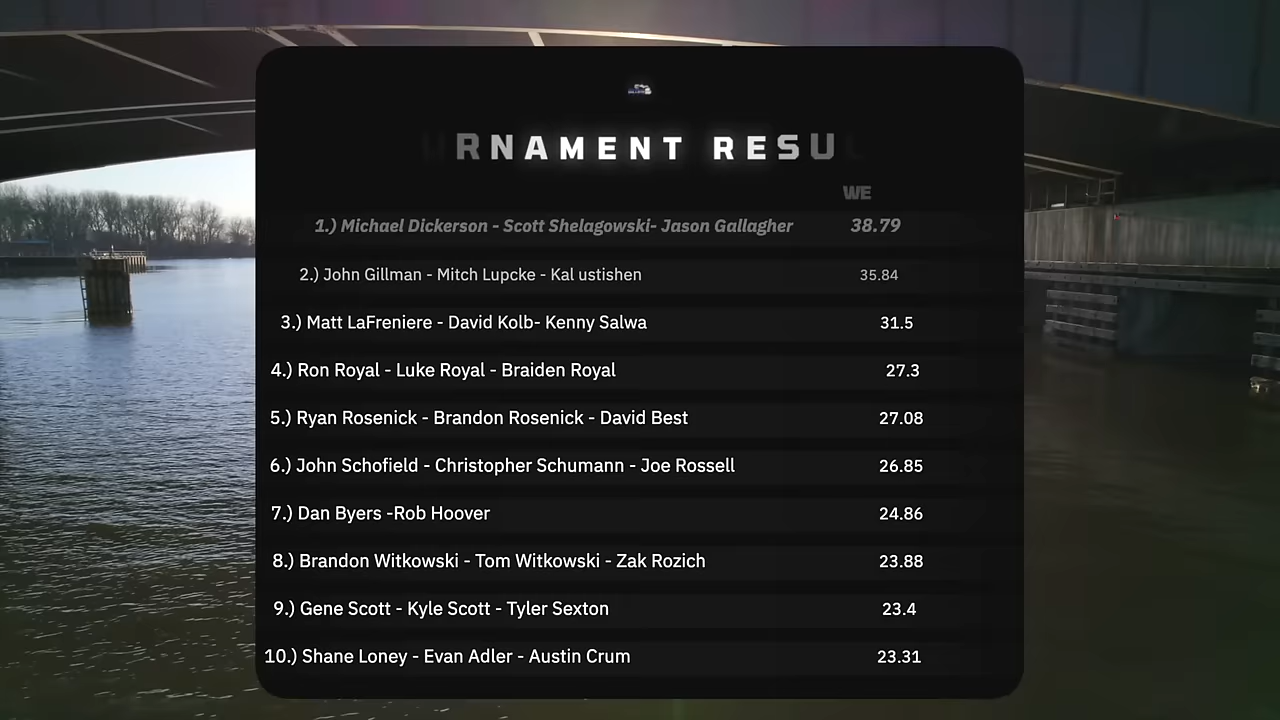 RNAMENT RESU
WE
1.) Michael Dickerson - Scott Shelagowski- Jason Gallagher 38.79
2.) John Gillman - Mitch Lupcke - Kal ustishen 35.84
3.) Matt LaFreniere - David Kolb- Kenny Salwa 31.5
4.) Ron Royal - Luke Royal - Braiden Royal 27.3
5.) Ryan Rosenick - Brandon Rosenick - David Best 27.08
6.) John Schofield - Christopher Schumann - Joe Rossell 26.85
7.) Dan Byers -Rob Hoover 24.86
8.) Brandon Witkowski - Tom Witkowski - Zak Rozich 23.88
9.) Gene Scott - Kyle Scott - Tyler Sexton 23.4
10.) Shane Loney - Evan Adler - Austin Crum 23.31